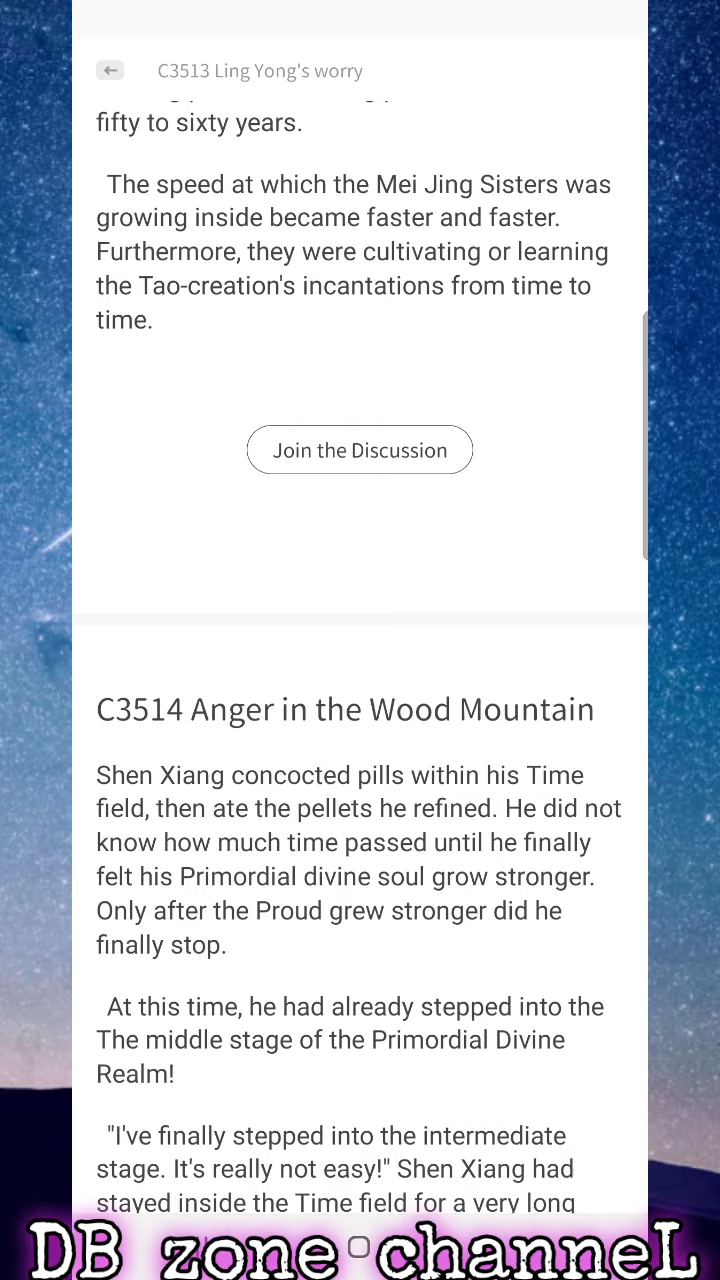 C3513 Ling Yong's worry
fifty to sixty years.
The speed at which the Mei Jing Sisters was
growing inside became faster and faster.
Furthermore, they were cultivating or learning
the Tao-creation's incantations from time to
time.
Join the Discussion
C3514 Anger in the Wood Mountain
Shen Xiang concocted pills within his Time
field, then ate the pellets he refined. He did not
know how much time passed until he finally
felt his Primordial divine soul grow stronger.
Only after the Proud grew stronger did he
finally stop.
At this time, he had already stepped into the
The middle stage of the Primordial Divine
Realm!
"I've finally stepped into the intermediate
stage. It's really not easy!" Shen Xiang had
stayed inside the Time field for a very long
DB zone channeL